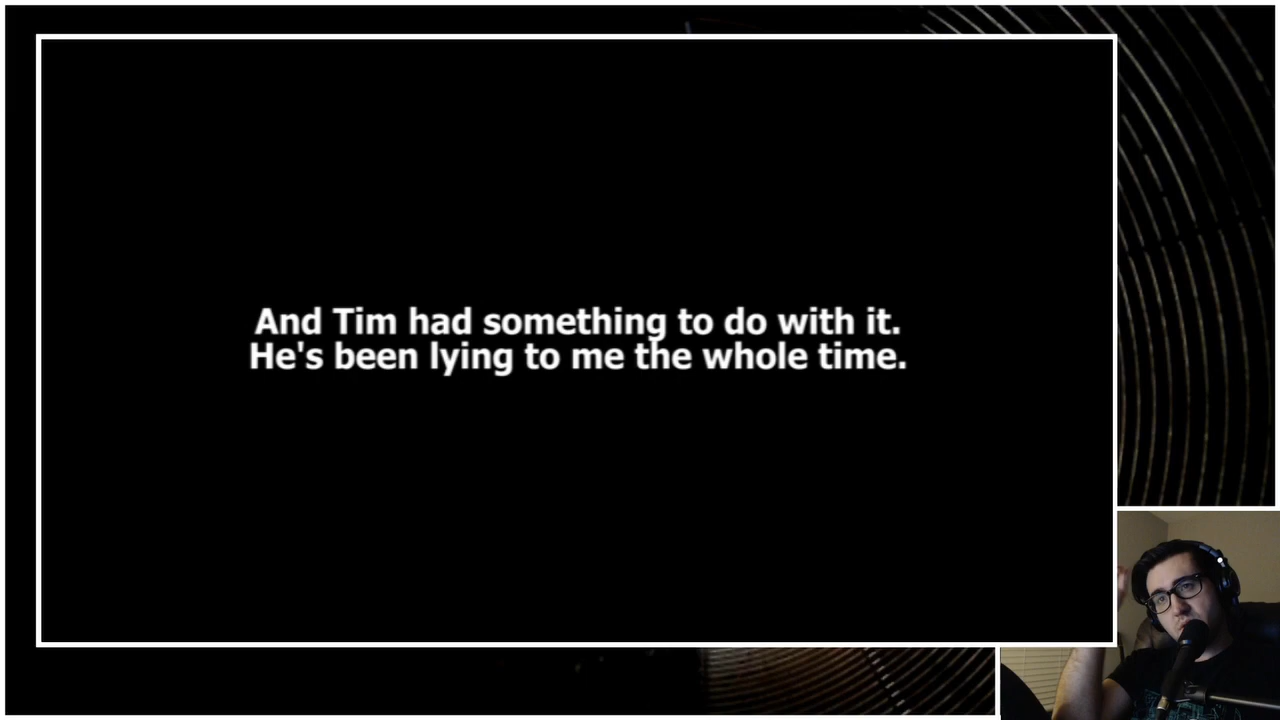 And Tim had something to do with it.
He's been lying to me the whole time.